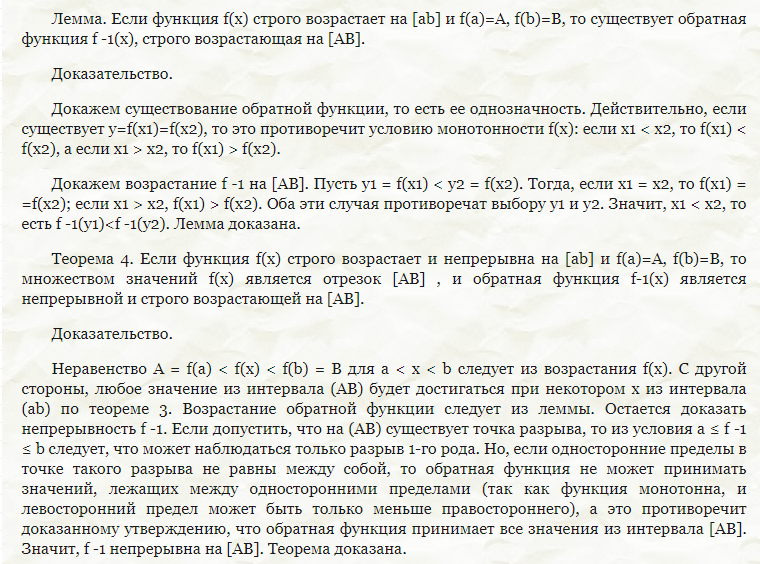 Лемма. Если функция f(x) строго возрастает на [ab] и f(a)=A, f(b)=B, то существует обратная
функция f -1(x), строго возрастающая на [AB].
Доказательство.
Докажем существование обратной функции, то есть ее однозначность. Действительно, если
существует y=f(x1)=f(x2), то это противоречит условию монотонности f(x): если x1 < x2, то f(x1) <
f(x2), а если x1 > x2, то f(x1) > f(x2).
Докажем возрастание f -1 на [AB]. Пусть y1 = f(x1) < y2 = f(x2). Тогда, если x1 = x2, то f(x1) =
=f(x2); если x1 > x2, f(x1) > f(x2). Оба эти случая противоречат выбору y1 и y2. Значит, x1 < x2, то
есть f -1(y1)<f -1(y2). Лемма доказана.
Теорема 4. Если функция f(x) строго возрастает и непрерывна на [ab] и f(a)=A, f(b)=B, то
множеством значений f(x) является отрезок [AB] , и обратная функция f-1(x) является
непрерывной и строго возрастающей на [AB].
Доказательство.
Неравенство A = f(a) < f(x) < f(b) = B для a < x < b следует из возрастания f(x). С другой
стороны, любое значение из интервала (AB) будет достигаться при некотором x из интервала
(ab) по теореме 3. Возрастание обратной функции следует из леммы. Остается доказать
непрерывность f -1. Если допустить, что на (AB) существует точка разрыва, то из условия a ≤ f -1
≤ b следует, что может наблюдаться только разрыв 1-го рода. Но, если односторонние пределы в
точке такого разрыва не равны между собой, то обратная функция не может принимать
значений, лежащих между односторонними пределами (так как функция монотонна, и
левосторонний предел может быть только меньше правостороннего), а это противоречит
доказанному утверждению, что обратная функция принимает все значения из интервала [AB].
Значит, f -1 непрерывна на [AB]. Теорема доказана.